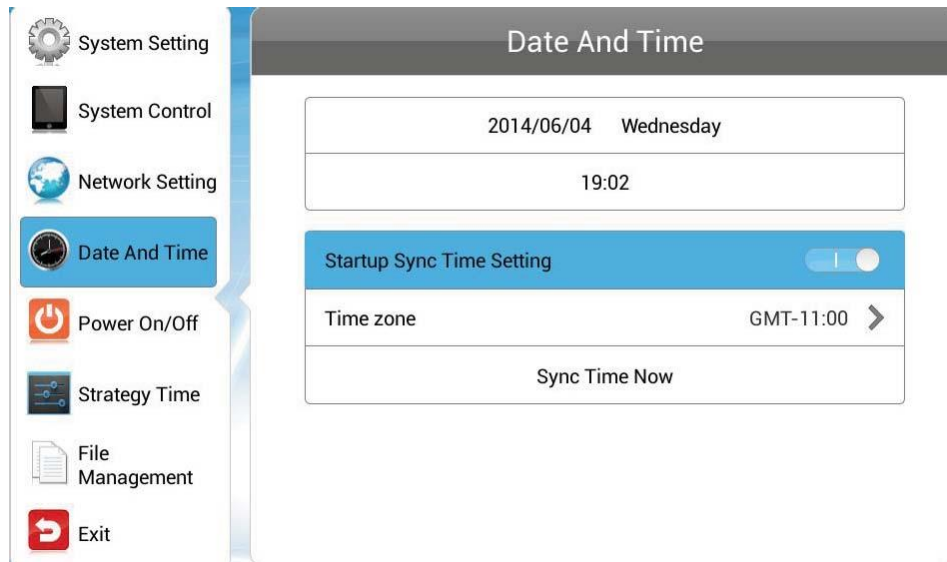 System Setting
System Control
Network Setting
Date And Time
Power On/Off
Strategy Time
File
Management
Exit
Date And Time
2014/06/04 Wednesday
19:02
Startup Sync Time Setting
Time zone GMT-11:00
Sync Time Now